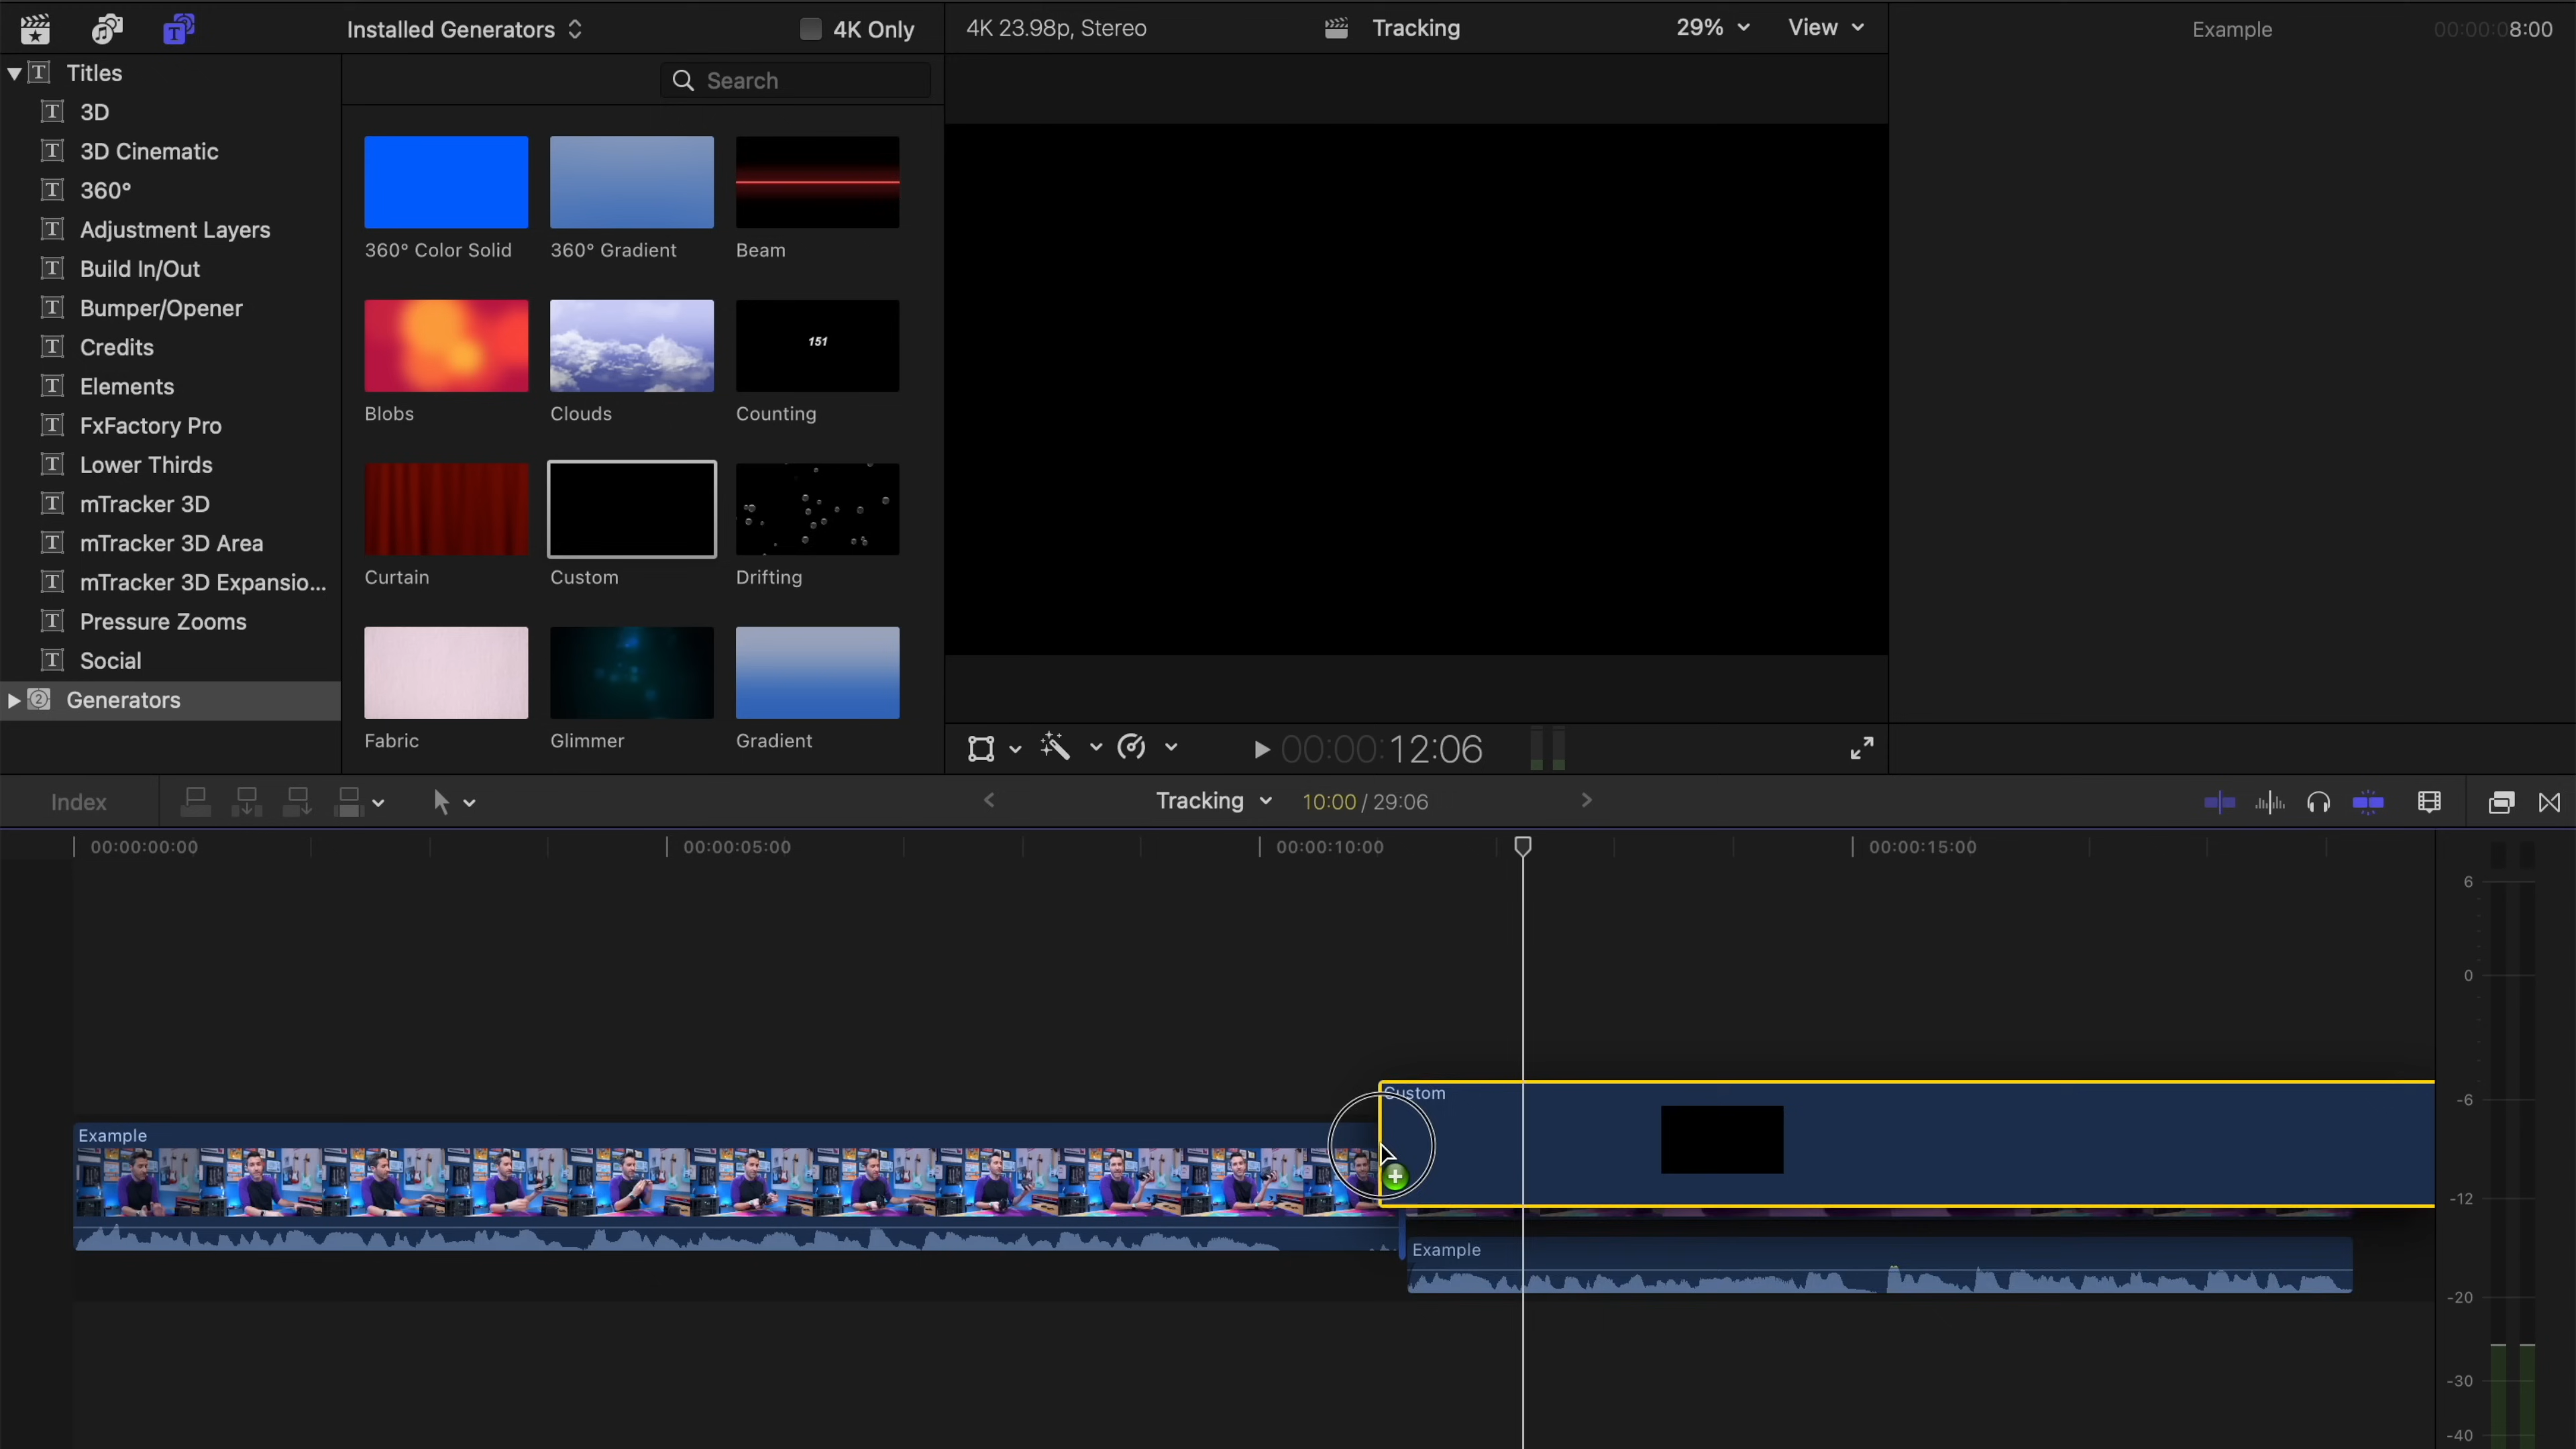 Installed Generators
4K Only
4K 23.98p, Stereo
Tracking
29%
View
Example
00:00:08:00
Titles
3D
3D Cinematic
360°
Adjustment Layers
Build In/Out
Bumper/Opener
Credits
Elements
FxFactory Pro
Lower Thirds
mTracker 3D
mTracker 3D Area
mTracker 3D Expansio...
Pressure Zooms
Social
Generators
Search
360° Color Solid
360° Gradient
Beam
151
Blobs
Clouds
Counting
Curtain
Custom
Drifting
Fabric
Glimmer
Gradient
00:00:12:06
Index
Tracking
10:00 / 29:06
00:00:00:00
00:00:05:00
00:00:10:00
00:00:15:00
Custom
Example
Example
6
0
-6
-12
-20
-30
-40